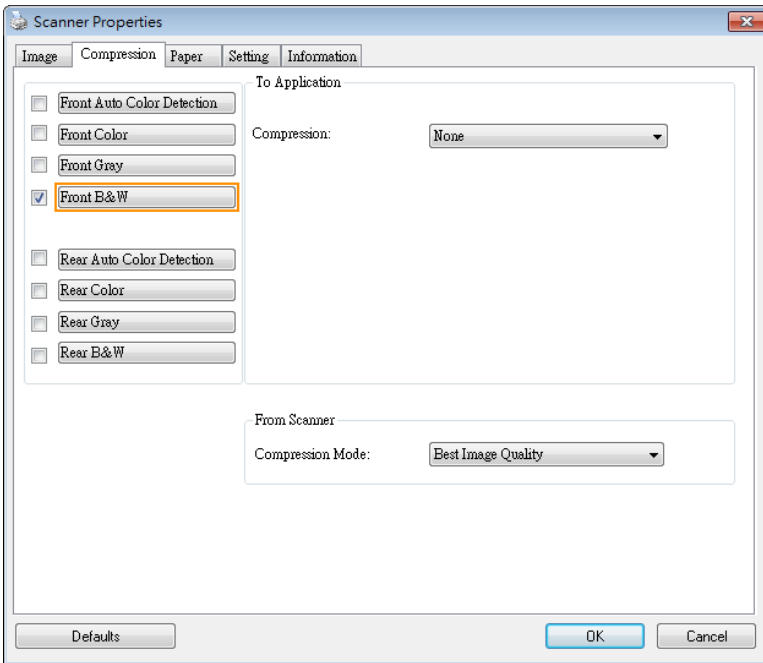 Scanner Properties
Image Compression Paper Setting Information
Front Auto Color Detection
Front Color
Front Gray
Front B&W
Rear Auto Color Detection
Rear Color
Rear Gray
Rear B&W
To Application
Compression: None
From Scanner
Compression Mode: Best Image Quality
Defaults OK Cancel